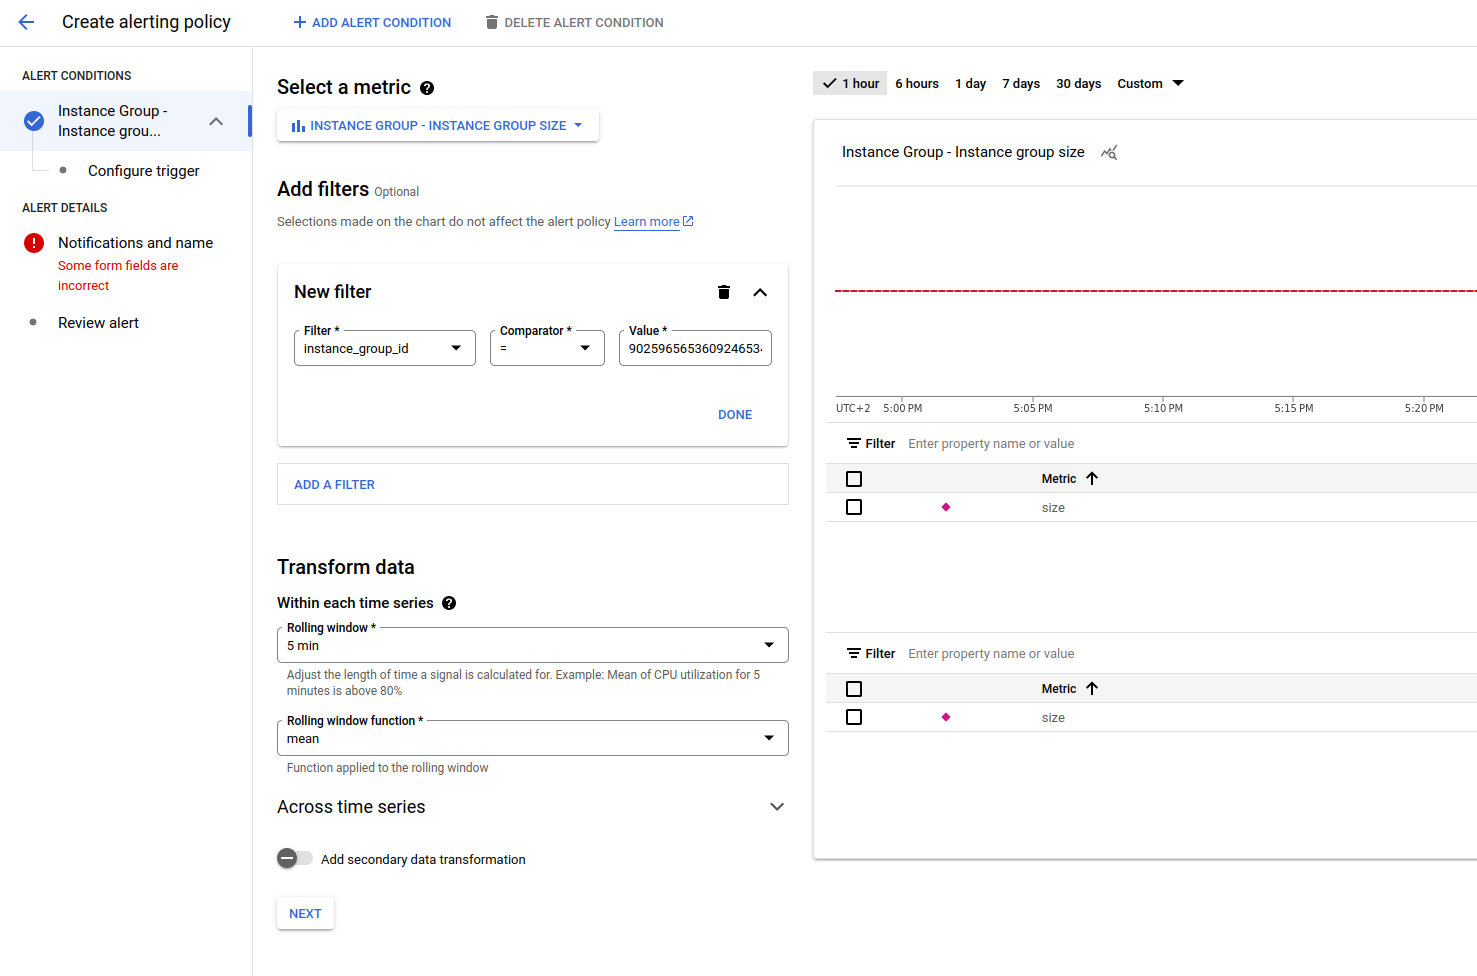 Create alerting policy
ADD ALERT CONDITION
DELETE ALERT CONDITION
ALERT CONDITIONS
Instance Group -
Instance grou...
Configure trigger
ALERT DETAILS
Notifications and name
Some form fields are
incorrect
Review alert
Select a metric
INSTANCE GROUP - INSTANCE GROUP SIZE
Add filters Optional
Selections made on the chart do not affect the alert policy Learn more
New filter
Filter * Comparator * Value *
instance_group_id = 902596565360924653
DONE
ADD A FILTER
Transform data
Within each time series
Rolling window *
5 min
Adjust the length of time a signal is calculated for. Example: Mean of CPU utilization for 5
minutes is above 80%
Rolling window function *
mean
Function applied to the rolling window
Across time series
Add secondary data transformation
NEXT
1 hour 6 hours 1 day 7 days 30 days Custom
Instance Group - Instance group size
UTC+2 5:00 PM 5:05 PM 5:10 PM 5:15 PM 5:20 PM
Filter Enter property name or value
Metric
size
Filter Enter property name or value
Metric
size